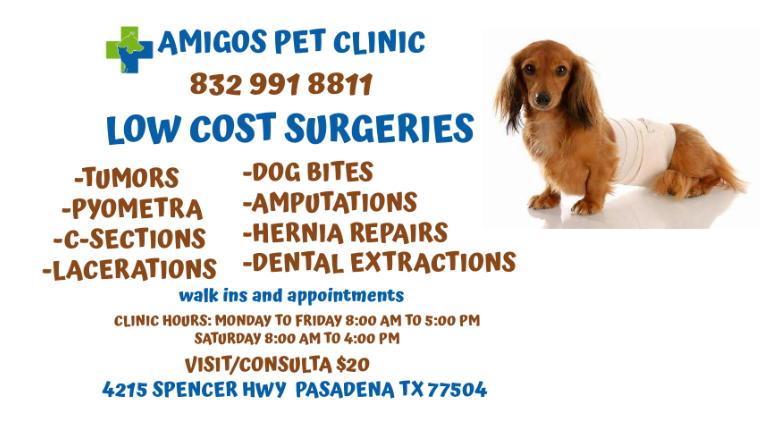 AMIGOS PET CLINIC
832 991 8811
LOW COST SURGERIES
-TUMORS
-PYOMETRA
-C-SECTIONS
-LACERATIONS
-DOG BITES
-AMPUTATIONS
-HERNIA REPAIRS
-DENTAL EXTRACTIONS
walk ins and appointments
CLINIC HOURS: MONDAY TO FRIDAY 8:00 AM TO 5:00 PM
SATURDAY 8:00 AM TO 4:00 PM
VISIT/CONSULTA $20
4215 SPENCER HWY PASADENA TX 77504